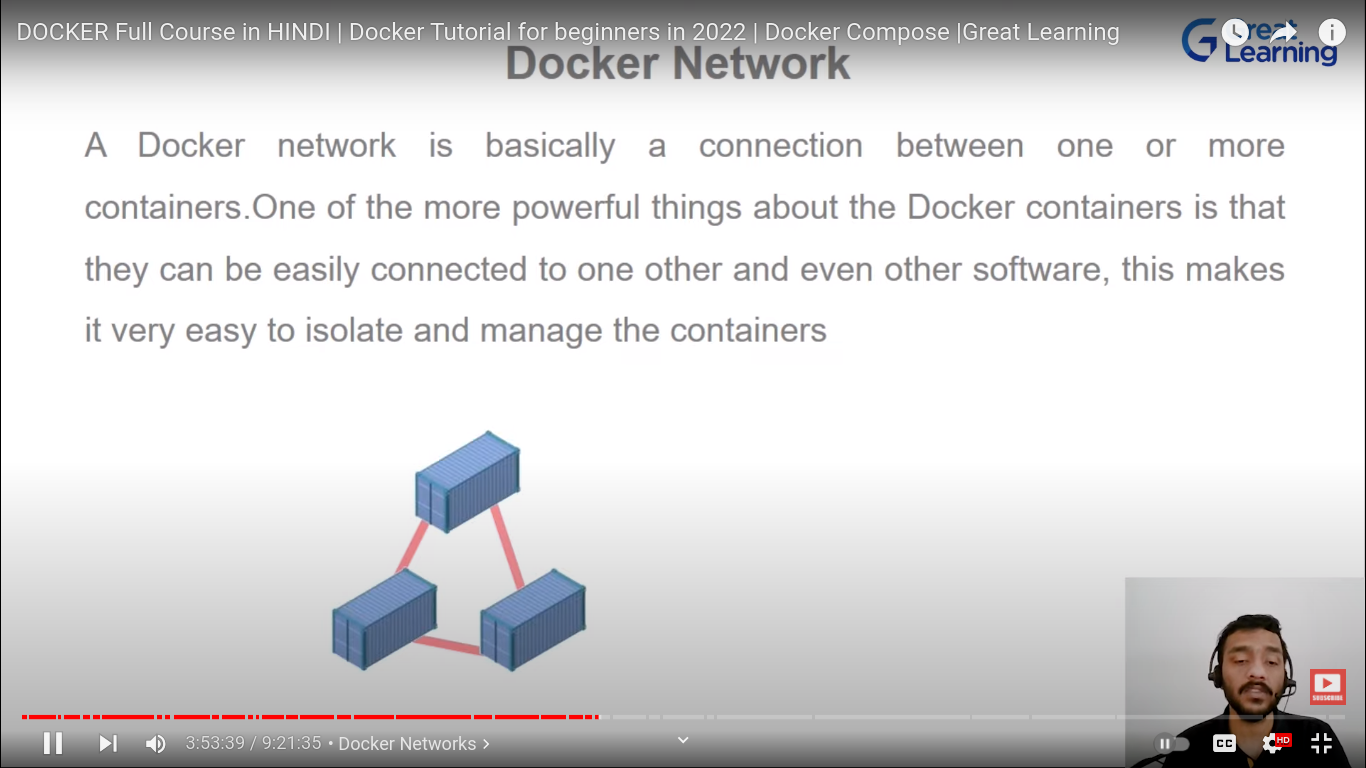 DOCKER Full Course in HINDI | Docker Tutorial for beginners in 2022 | Docker Compose |Great Learning
Great
Learning
Docker Network
A Docker network is basically a connection between one or more
containers.One of the more powerful things about the Docker containers is that
they can be easily connected to one other and even other software, this makes
it very easy to isolate and manage the containers
SUBSCRIBE
3:53:39 / 9:21:35 • Docker Networks
CC
HD